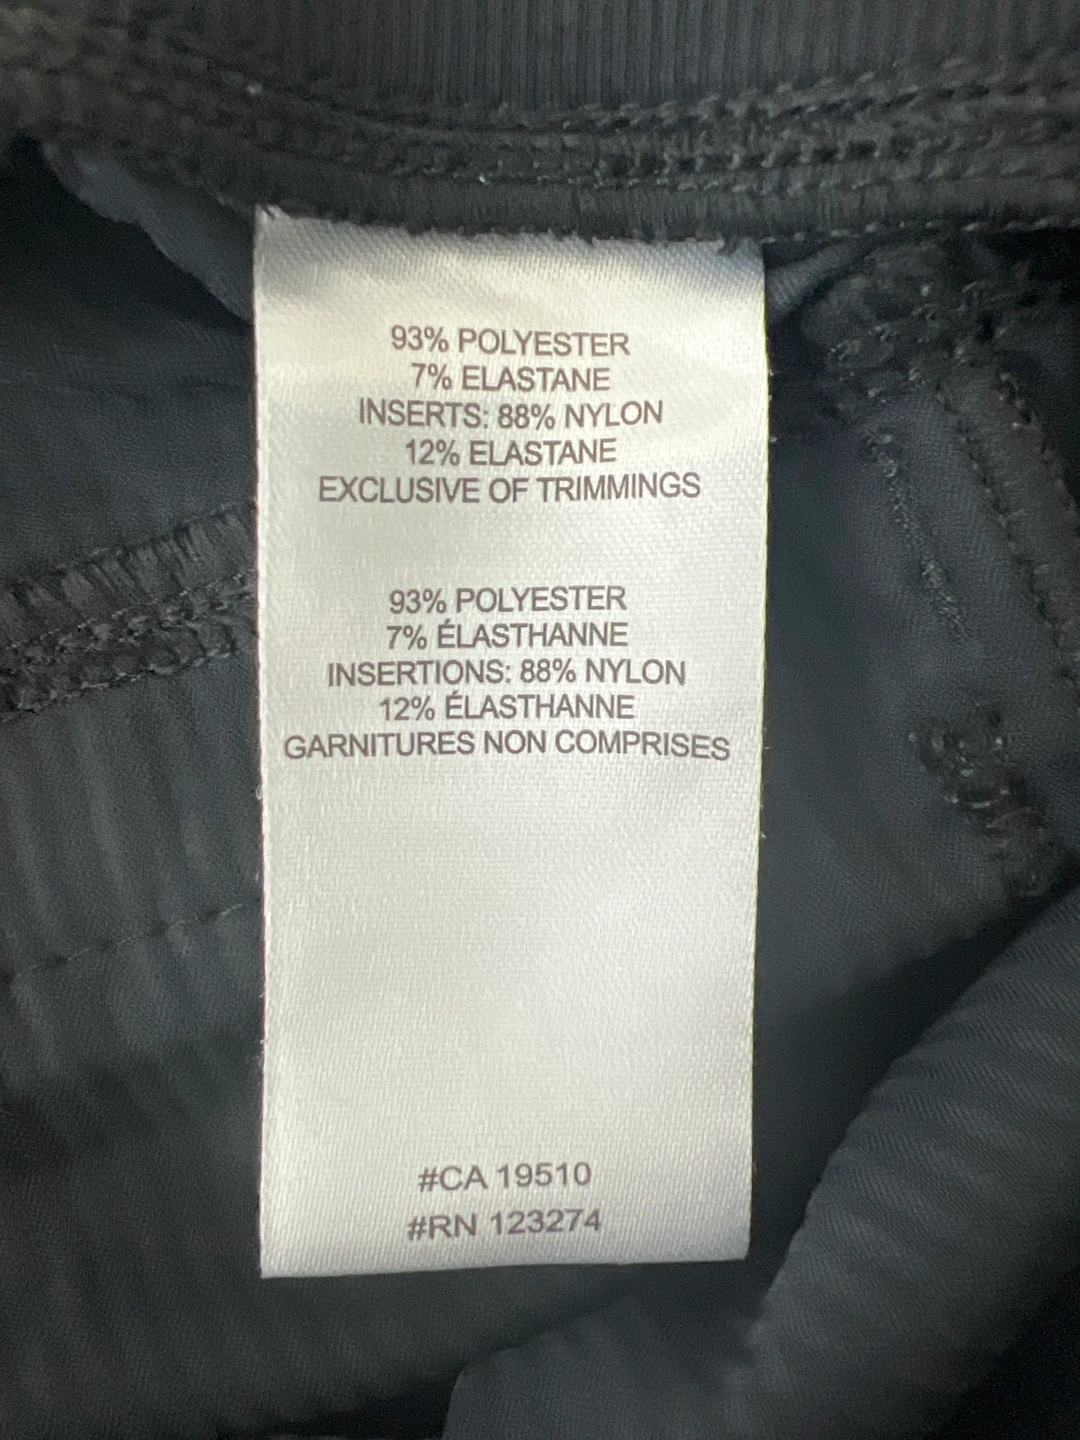 93% POLYESTER
7% ELASTANE
INSERTS: 88% NYLON
12% ELASTANE
EXCLUSIVE OF TRIMMINGS
93% POLYESTER
7% ÉLASTHANNE
INSERTIONS: 88% NYLON
12% ÉLASTHANNE
GARNITURES NON COMPRISES
#CA 19510
#RN 123274